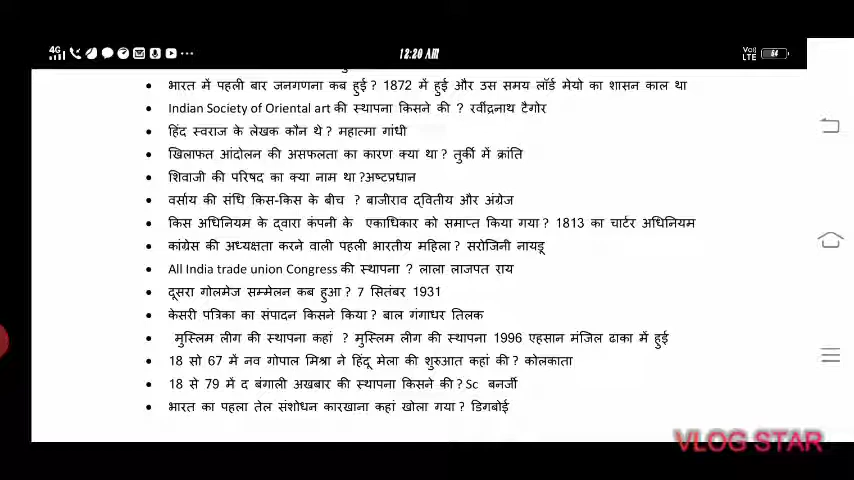 4G 12:20 AM Vo) LTE 64
• भारत में पहली बार जनगणना कब हुई ? 1872 में हुई और उस समय लॉर्ड मेयो का शासन काल था
• Indian Society of Oriental art की स्थापना किसने की ? रवींद्रनाथ टैगोर
• हिंद स्वराज के लेखक कौन थे ? महात्मा गांधी
• खिलाफत आंदोलन की असफलता का कारण क्या था ? तुर्की में क्रांति
• शिवाजी की परिषद का क्या नाम था ?अष्टप्रधान
• वर्साय की संधि किस-किस के बीच ? बाजीराव द्वितीय और अंग्रेज
• किस अधिनियम के द्वारा कंपनी के एकाधिकार को समाप्त किया गया ? 1813 का चार्टर अधिनियम
• कांग्रेस की अध्यक्षता करने वाली पहली भारतीय महिला ? सरोजिनी नायडू
• All India trade union Congress की स्थापना ? लाला लाजपत राय
• दूसरा गोलमेज सम्मेलन कब हुआ ? 7 सितंबर 1931
• केसरी पत्रिका का संपादन किसने किया ? बाल गंगाधर तिलक
• मुस्लिम लीग की स्थापना कहां ? मुस्लिम लीग की स्थापना 1996 एहसान मंजिल ढाका में हुई
• 18 सो 67 में नव गोपाल मिश्रा ने हिंदू मेला की शुरुआत कहां की ? कोलकाता
• 18 से 79 में द बंगाली अखबार की स्थापना किसने की ? Sc बनर्जी
• भारत का पहला तेल संशोधन कारखाना कहां खोला गया ? डिगबोई
VLOG STAR